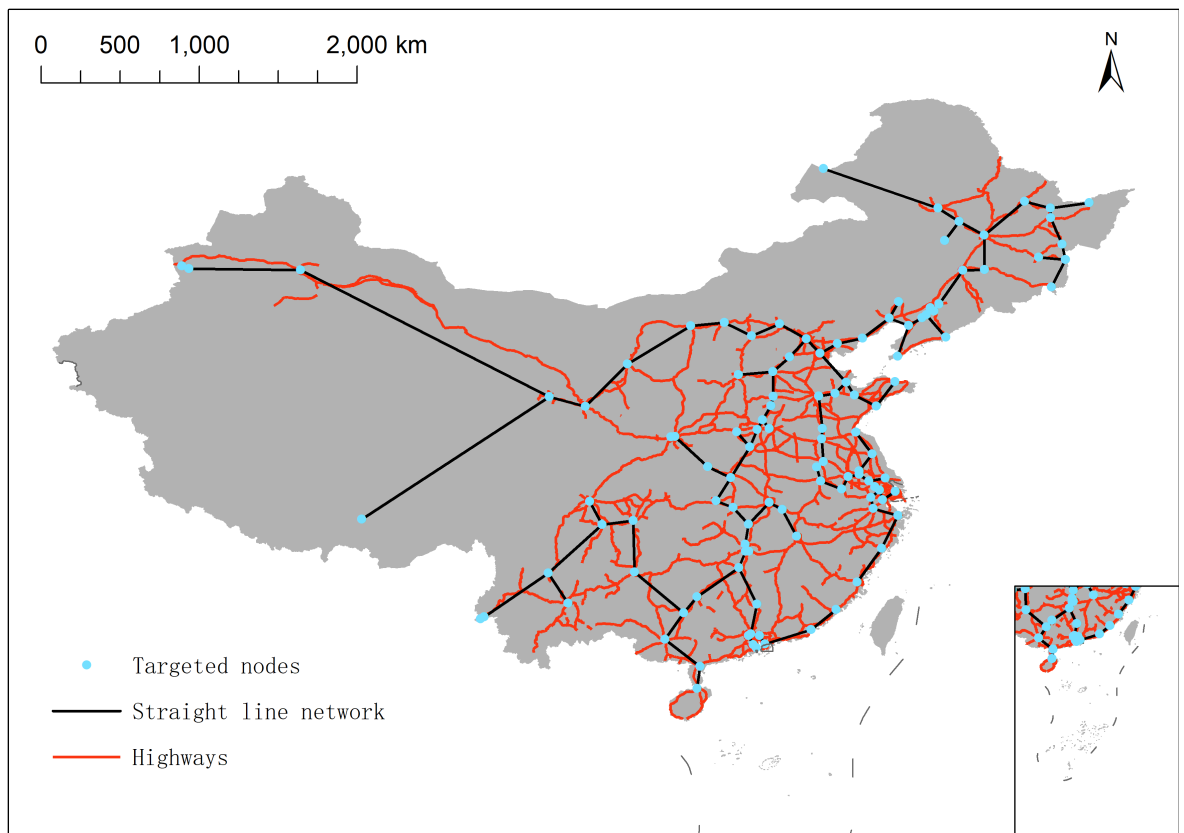 0 500 1,000 2,000 km
N
Targeted nodes
Straight line network
Highways